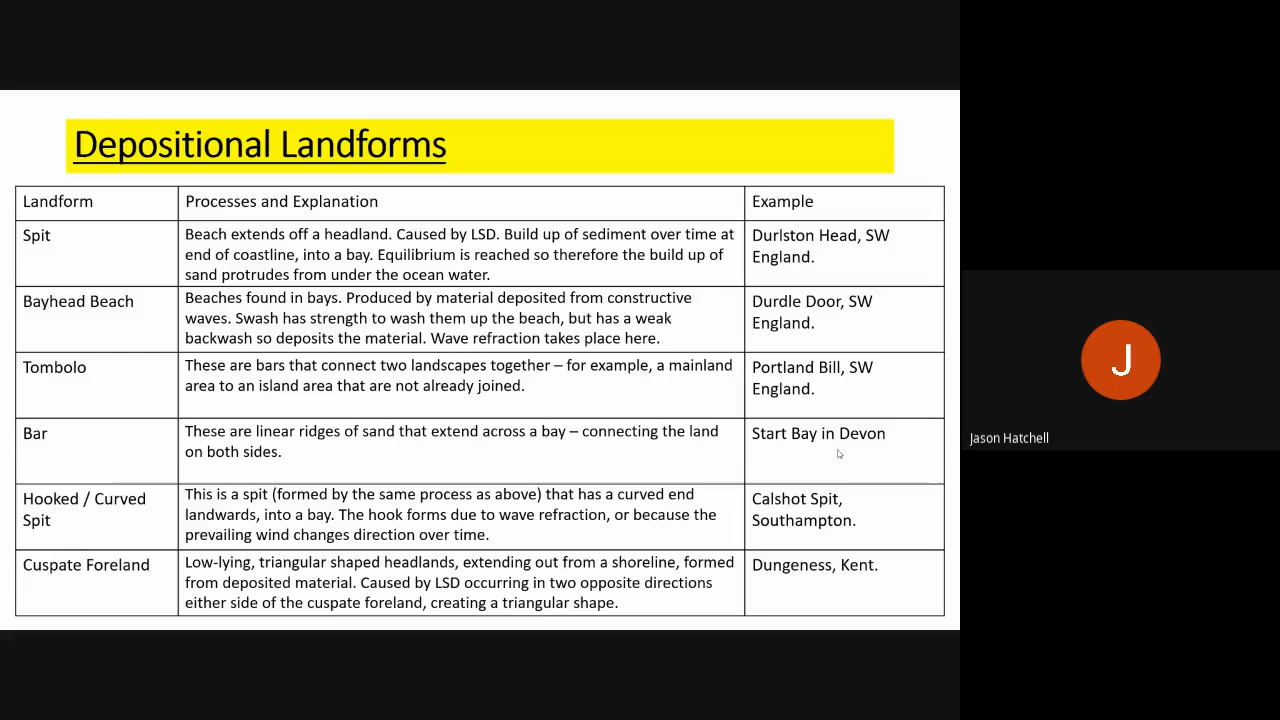 Depositional Landforms
Landform
Processes and Explanation
Example
Spit
Beach extends off a headland. Caused by LSD. Build up of sediment over time at
end of coastline, into a bay. Equilibrium is reached so therefore the build up of
sand protrudes from under the ocean water.
Durlston Head, SW
England.
Bayhead Beach
Beaches found in bays. Produced by material deposited from constructive
waves. Swash has strength to wash them up the beach, but has a weak
backwash so deposits the material. Wave refraction takes place here.
Durdle Door, SW
England.
Tombolo
These are bars that connect two landscapes together – for example, a mainland
area to an island area that are not already joined.
Portland Bill, SW
England.
Bar
These are linear ridges of sand that extend across a bay – connecting the land
on both sides.
Start Bay in Devon
Hooked / Curved
Spit
This is a spit (formed by the same process as above) that has a curved end
landwards, into a bay. The hook forms due to wave refraction, or because the
prevailing wind changes direction over time.
Calshot Spit,
Southampton.
Cuspate Foreland
Low-lying, triangular shaped headlands, extending out from a shoreline, formed
from deposited material. Caused by LSD occurring in two opposite directions
either side of the cuspate foreland, creating a triangular shape.
Dungeness, Kent.
J
Jason Hatchell